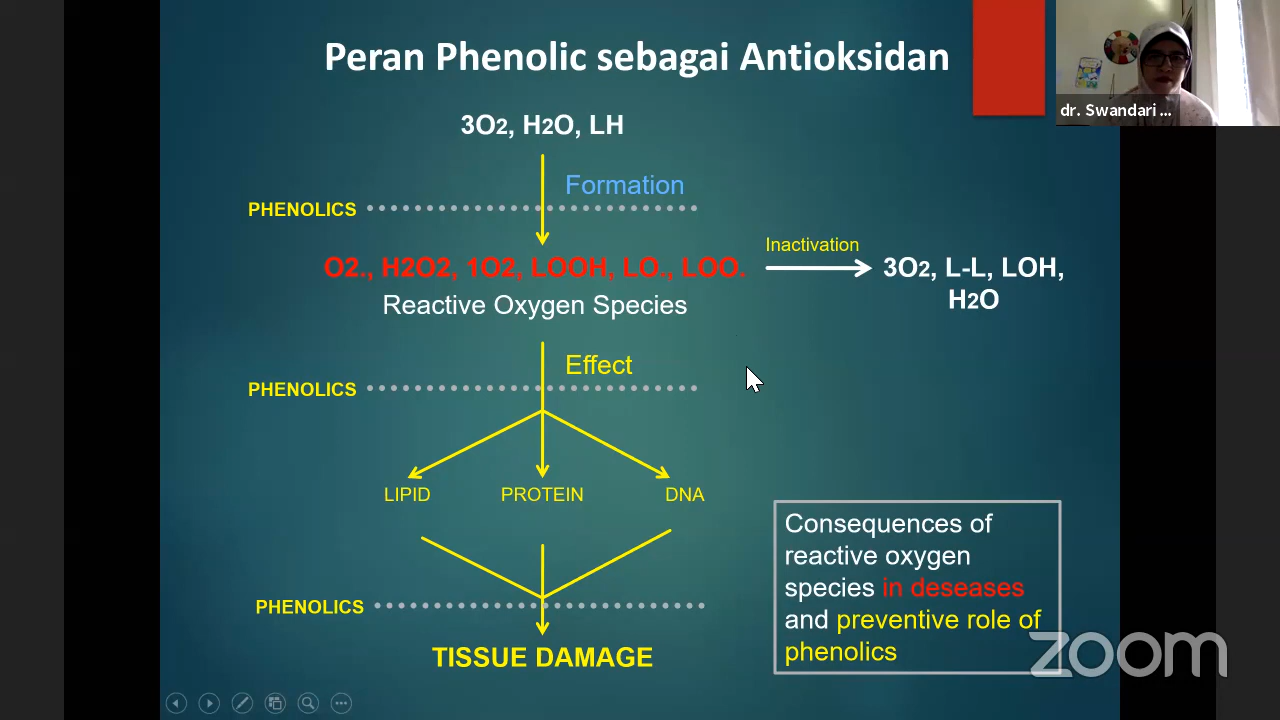 Peran Phenolic sebagai Antioksidan
dr. Swandari ...
3O2, H2O, LH
Formation
PHENOLICS
Inactivation
O2., H2O2, 1O2, LOOH, LO., LOO.
3O2, L-L, LOH,
H2O
Reactive Oxygen Species
Effect
PHENOLICS
LIPID
PROTEIN
DNA
Consequences of
reactive oxygen
species in deseases
and preventive role of
phenolics
PHENOLICS
TISSUE DAMAGE
zoom